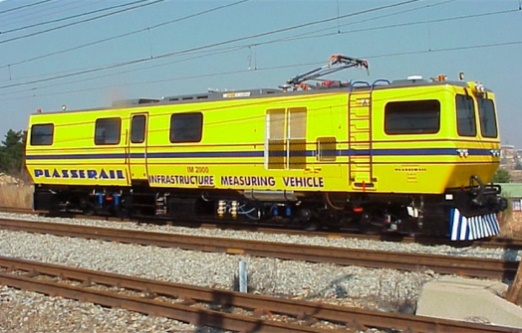 IM 2000
PLASSERAIL INFRASTRUCTURE MEASURING VEHICLE